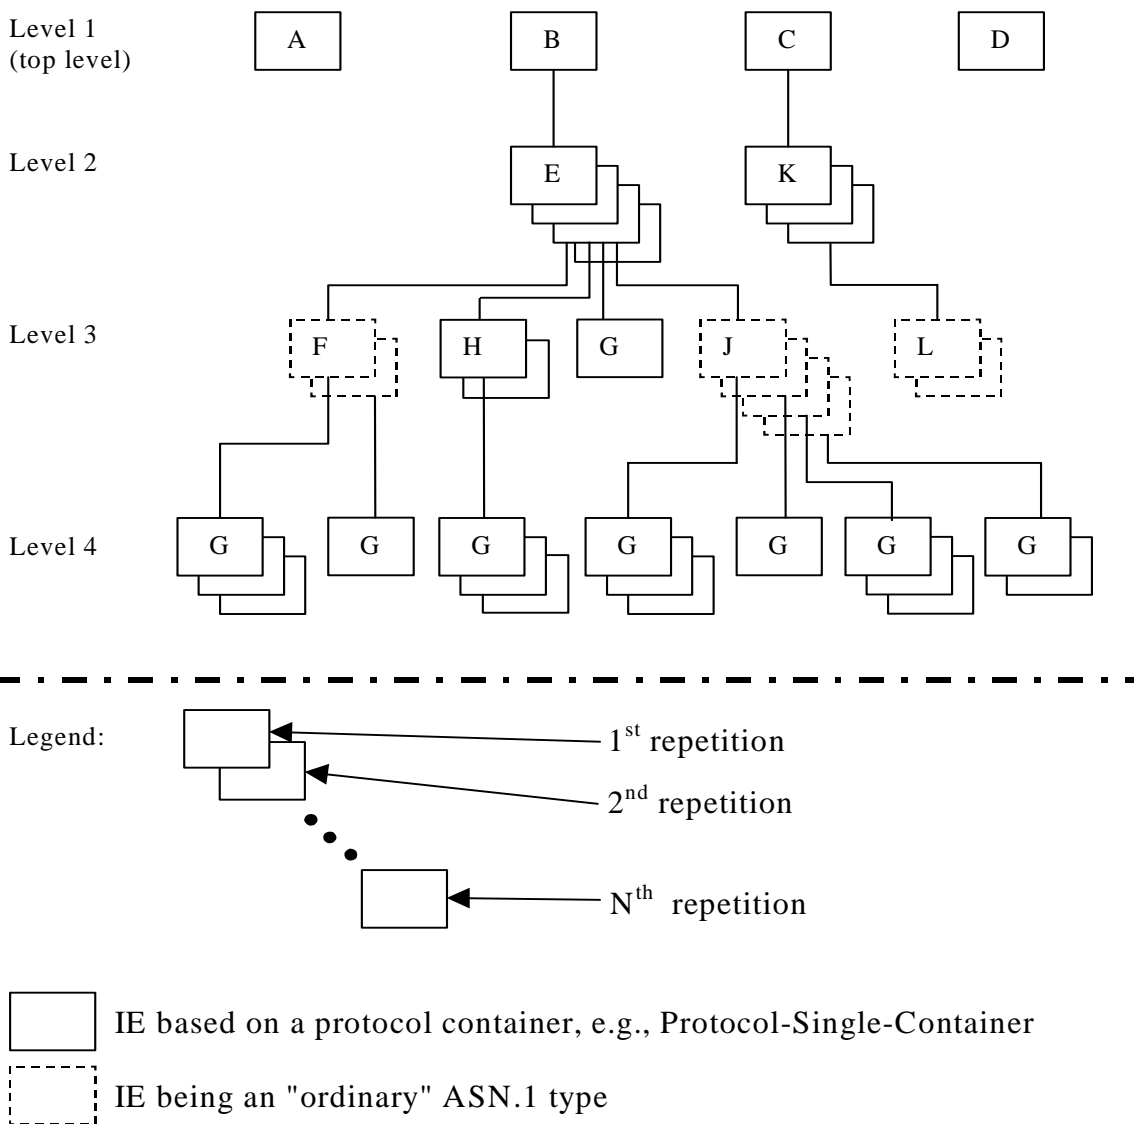 Level 1
(top level)
A
B
C
D
Level 2
E
K
Level 3
F
H
G
J
L
Level 4
G
G
G
G
G
G
G
Legend:
1st repetition
2nd repetition
Nth repetition
IE based on a protocol container, e.g., Protocol-Single-Container
IE being an "ordinary" ASN.1 type